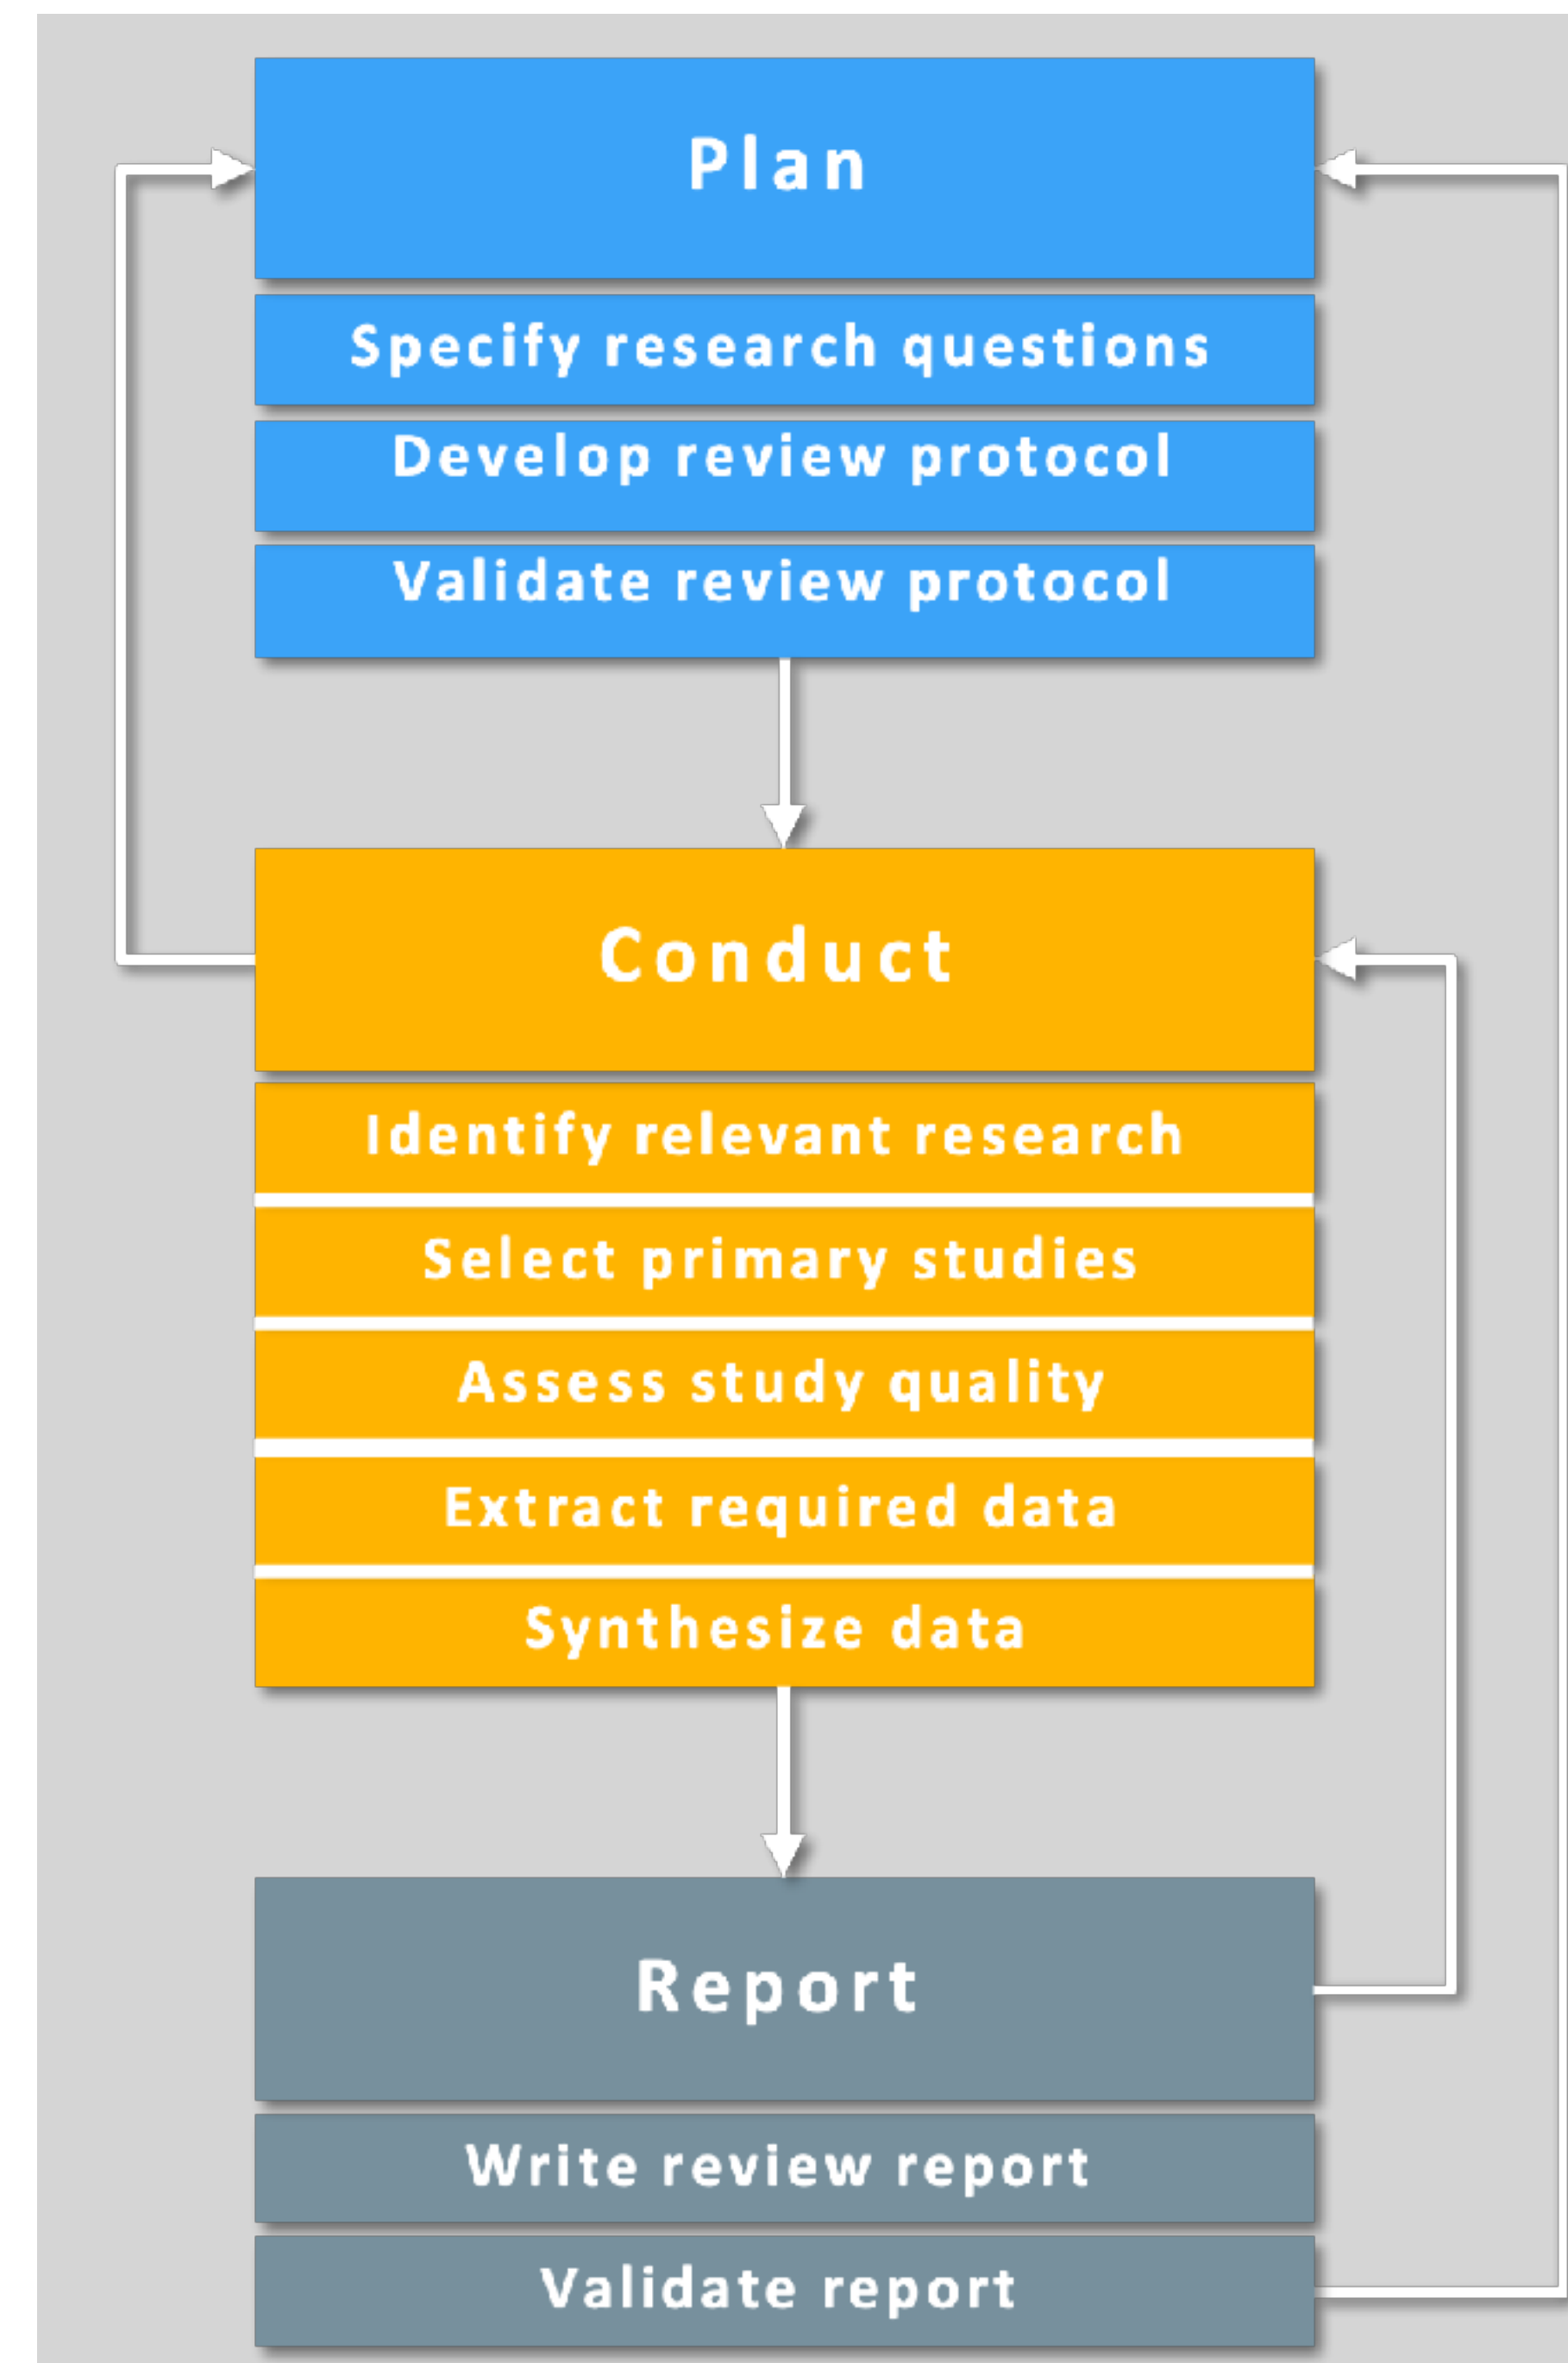 Plan
Specify research questions
Develop review protocol
Validate review protocol
Conduct
Identify relevant research
Select primary studies
Assess study quality
Extract required data
Synthesize data
Report
Write review report
Validate report